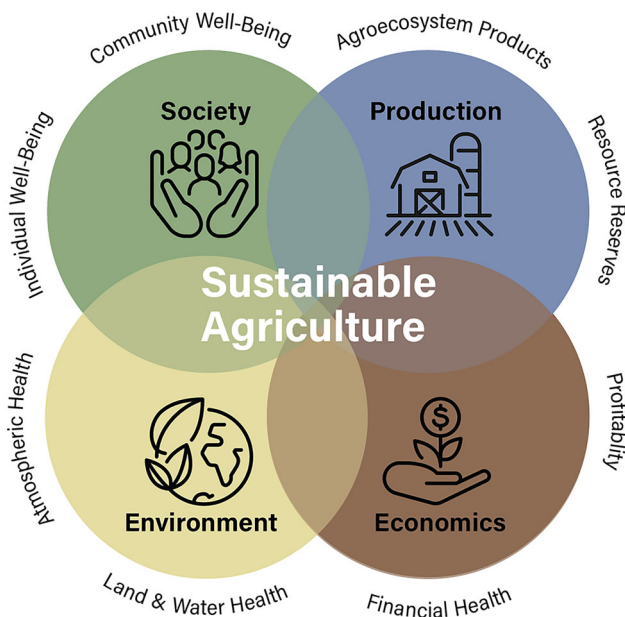 Community Well-Being
Agroecosystem Products
Individual Well-Being
Society
Production
Resource Reserves
Sustainable
Agriculture
Atmospheric Health
$
Profitablity
Environment
Economics
Land & Water Health
Financial Health